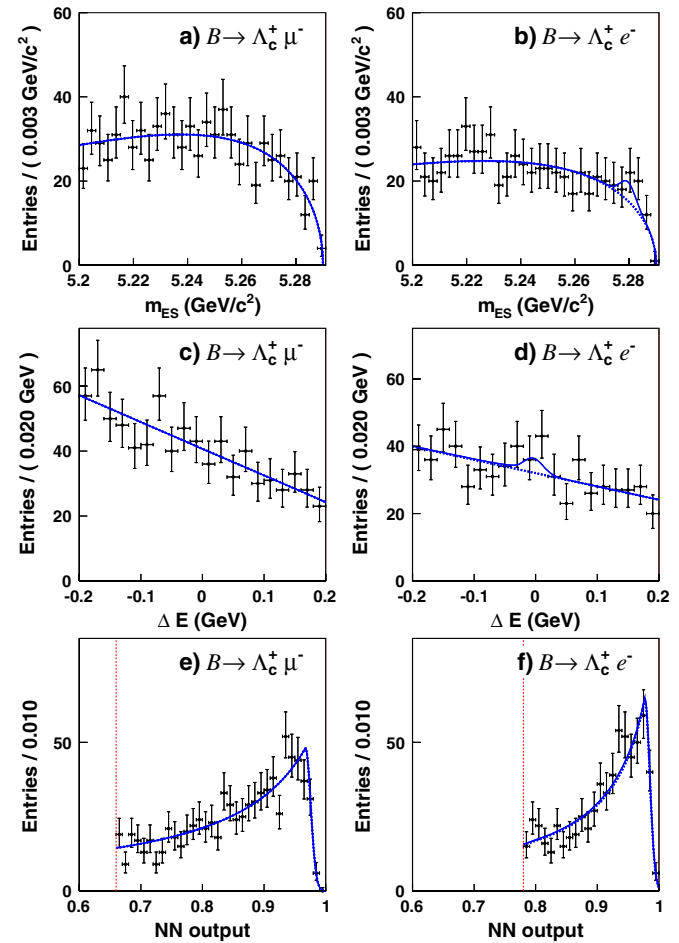 a) B→ Λc+ μ-
Entries / ( 0.003 GeV/c2 )
60
40
20
0
5.2 5.22 5.24 5.26 5.28
mES (GeV/c2)
b) B→ Λc+ e-
Entries / ( 0.003 GeV/c2 )
60
40
20
0
5.2 5.22 5.24 5.26 5.28
mES (GeV/c2)
c) B→ Λc+ μ-
Entries / ( 0.020 GeV )
60
40
20
0
-0.2 -0.1 0 0.1 0.2
Δ E (GeV)
d) B→ Λc+ e-
Entries / ( 0.020 GeV )
60
40
20
0
-0.2 -0.1 0 0.1 0.2
Δ E (GeV)
e) B→ Λc+ μ-
Entries / 0.010
50
0
0.6 0.7 0.8 0.9 1
NN output
f) B→ Λc+ e-
Entries / 0.010
50
0
0.6 0.7 0.8 0.9 1
NN output